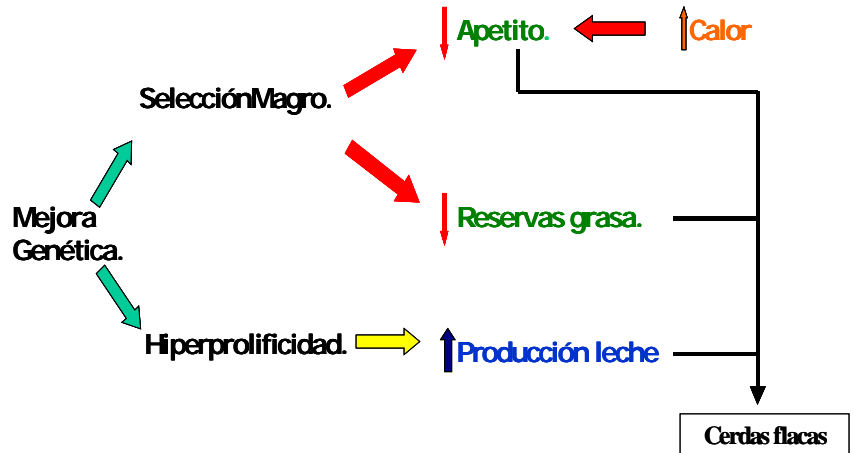 Apetito.
Calor
SelecciónMagro.
Mejora
Genética.
Reservas grasa.
Hiperprolificidad.
Producción leche
Cerdas flacas